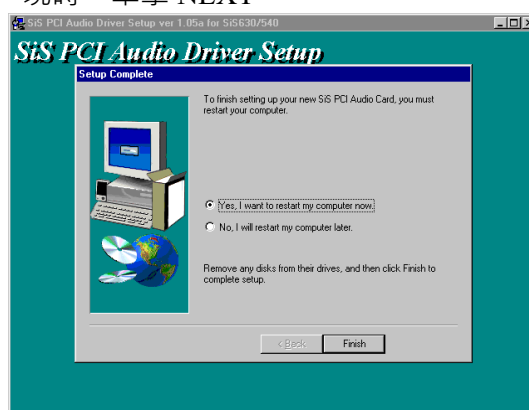 NEXT
SiS PCI Audio Driver Setup ver 1.05a for SiS630/540
SiS PCI Audio Driver Setup
Setup Complete
To finish setting up your new SiS PCI Audio Card, you must
restart your computer.
Yes, I want to restart my computer now.
No, I will restart my computer later.
Remove any disks from their drives, and then click Finish to
complete setup.
< Back
Finish